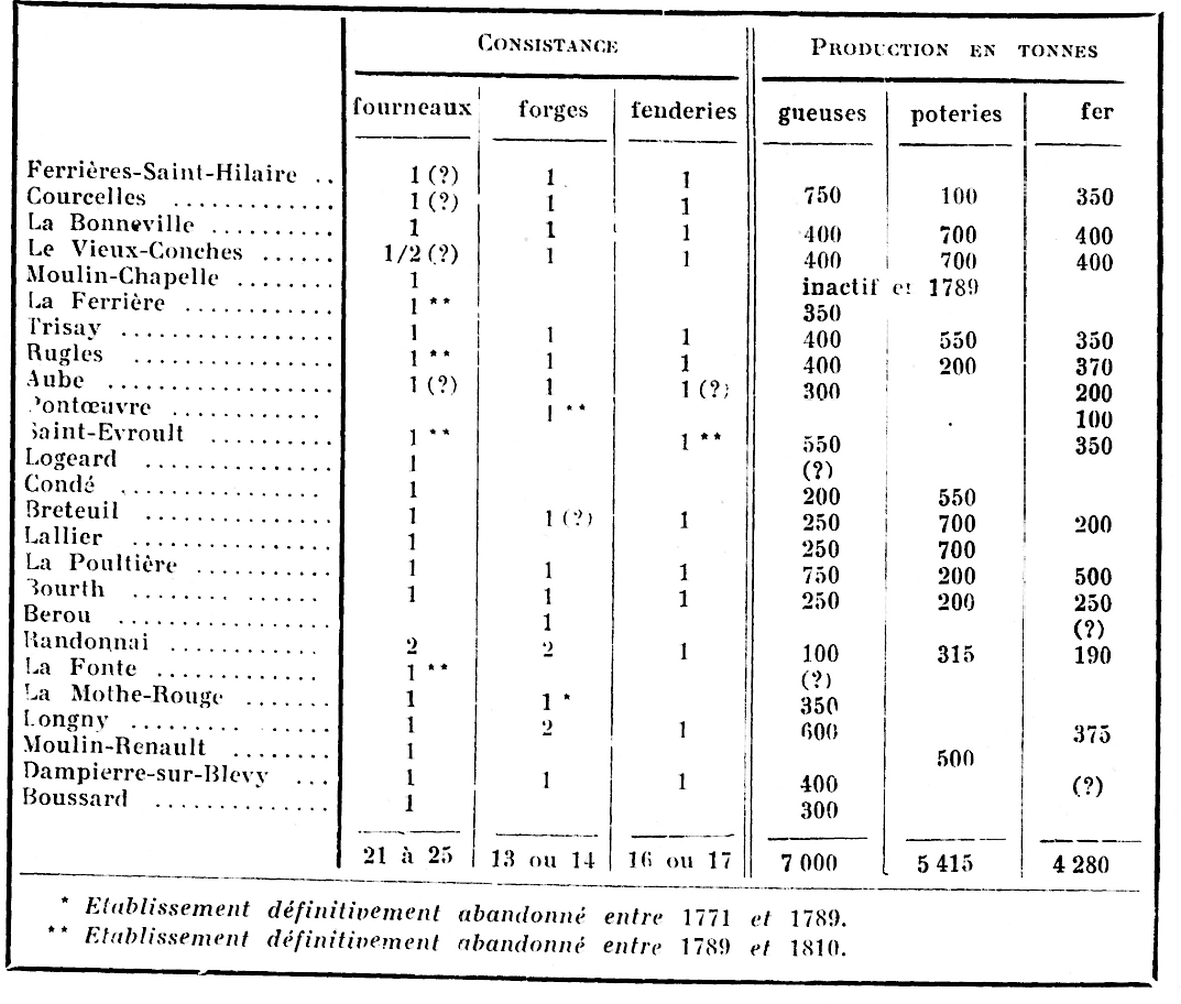 CONSISTANCE PRODUCTION EN TONNES
fourneaux forges fenderies gueuses poteries fer
Ferrières-Saint-Hilaire .. 1 (?) 1 1
Courcelles ............. 1 (?) 1 1 750 100 350
La Bonneville .......... 1 1 1 400 700 400
Le Vieux-Conches ...... 1/2 (?) 1 1 400 700 400
Moulin-Chapelle ........ 1 inactif en 1789
La Ferrière ............ 1 ** 350
Trisay ................ 1 1 1 400 550 350
Rugles ............... 1 ** 1 1 400 200 370
Aube ................. 1 (?) 1 1 (?) 300 200
Pontœuvre ............ 1 ** 100
Saint-Evroult .......... 1 ** 1 ** 550 350
Logeard .............. 1 (?)
Condé ............... 1 200 550
Breteuil .............. 1 1 (?) 1 250 700 200
Lallier ............... 1 250 700
La Poultière ........... 1 1 1 750 200 500
Bourth ........ ...... 1 1 1 250 200 250
Berou ................ 1 (?)
Randonnai ............ 2 2 1 100 315 190
La Fonte ............. 1 ** (?)
La Mothe-Rouge ....... 1 1 * 350
Longny ......... ...... 1 2 1 600 375
Moulin-Renault ........ 1 500
Dampierre-sur-Blevy ... 1 1 1 400 (?)
Boussard .............. 1 300
21 à 25 13 ou 14 16 ou 17 7 000 5 415 4 280
* Etablissement définitivement abandonné entre 1771 et 1789.
** Etablissement définitivement abandonné entre 1789 et 1810.